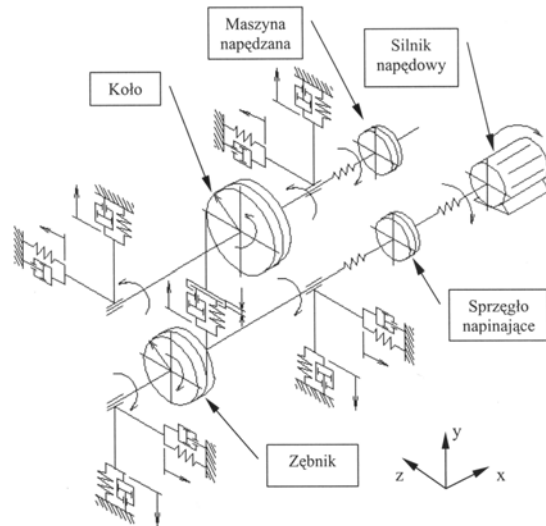 Maszyna
napędzana
Silnik
napędowy
Koło
Sprzęgło
napinające
Zębnik
y
z
x